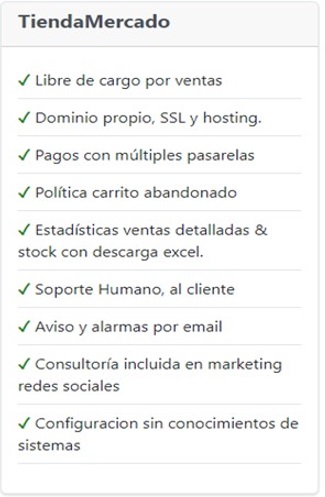 TiendaMercado
✓ Libre de cargo por ventas
✓ Dominio propio, SSL y hosting.
✓ Pagos con múltiples pasarelas
✓ Política carrito abandonado
✓ Estadísticas ventas detalladas &
stock con descarga excel.
✓ Soporte Humano, al cliente
✓ Aviso y alarmas por email
✓ Consultoría incluida en marketing
redes sociales
✓ Configuracion sin conocimientos de
sistemas